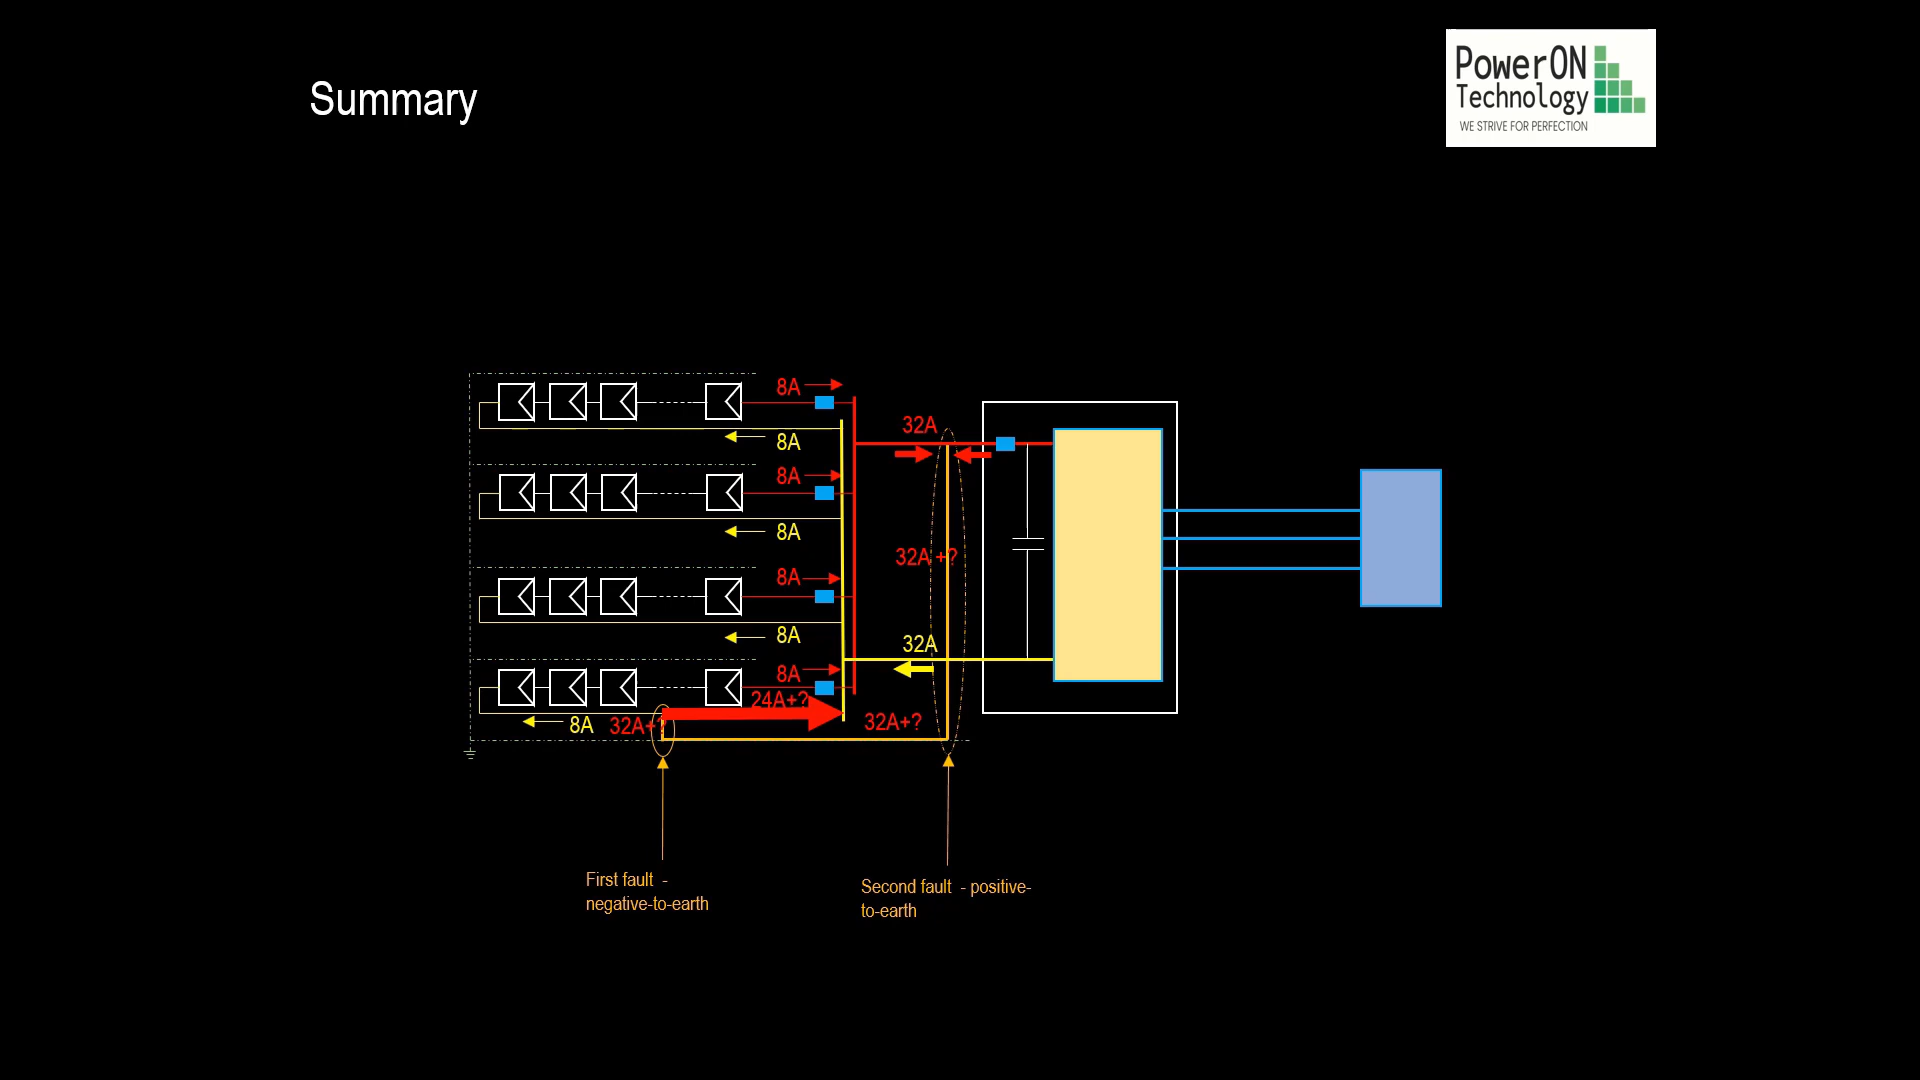 Summary
PowerON
Technology
WE STRIVE FOR PERFECTION
8A
8A
32A
8A
8A
32A +?
8A
8A
32A
8A
24A+?
8A
32A+?
32A+?
First fault -
negative-to-earth
Second fault - positive-
to-earth